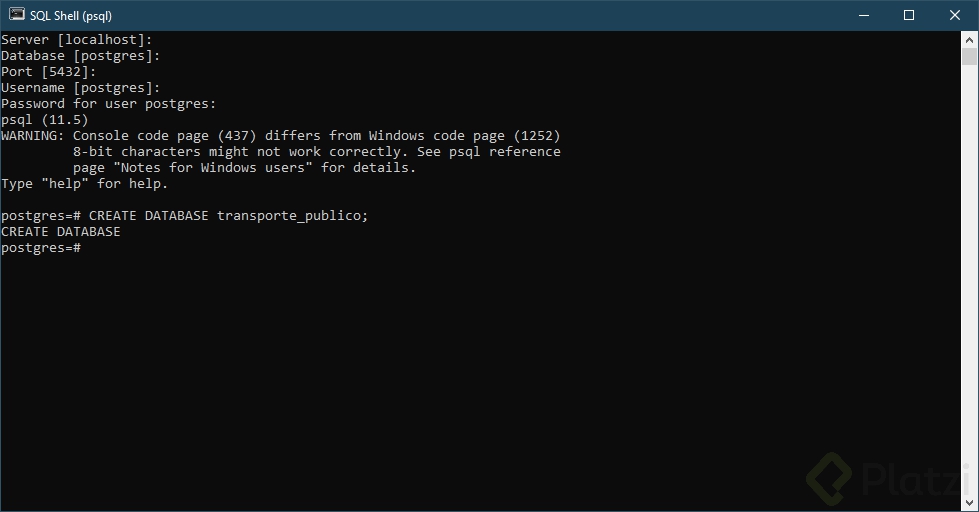 SQL Shell (psql)
Server [localhost]:
Database [postgres]:
Port [5432]:
Username [postgres]:
Password for user postgres:
psql (11.5)
WARNING: Console code page (437) differs from Windows code page (1252)
         8-bit characters might not work correctly. See psql reference
         page "Notes for Windows users" for details.
Type "help" for help.

postgres=# CREATE DATABASE transporte_publico;
CREATE DATABASE
postgres=#
Platzi